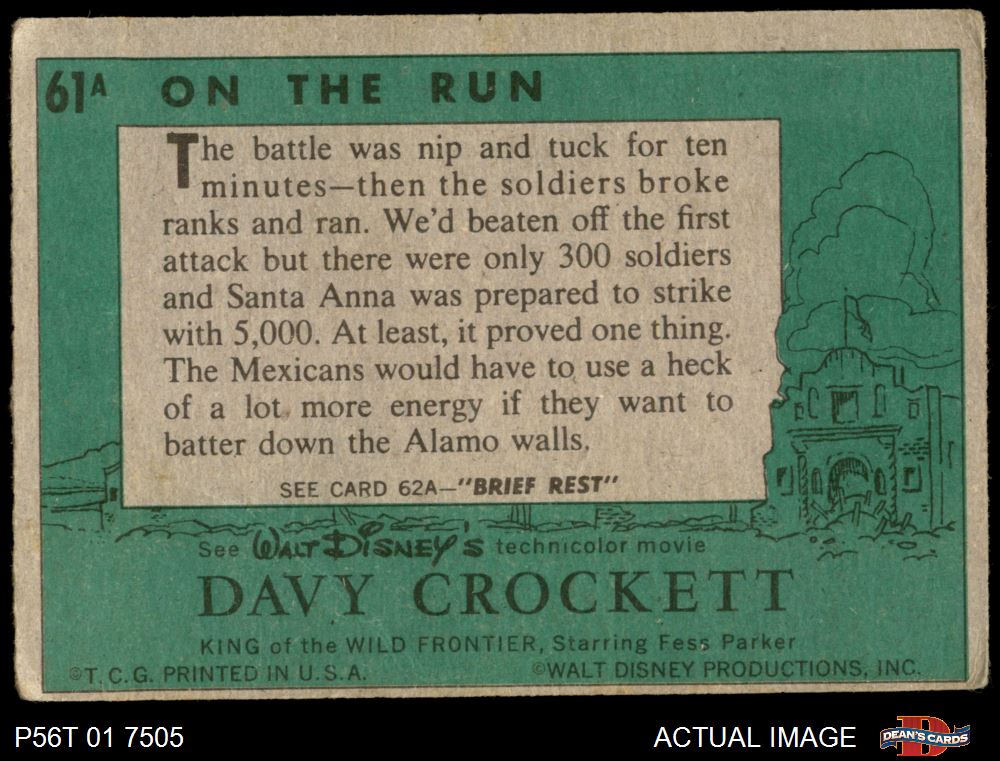 61A ON THE RUN
The battle was nip and tuck for ten
minutes—then the soldiers broke
ranks and ran. We'd beaten off the first
attack but there were only 300 soldiers
and Santa Anna was prepared to strike
with 5,000. At least, it proved one thing.
The Mexicans would have to use a heck
of a lot more energy if they want to
batter down the Alamo walls.
SEE CARD 62A—"BRIEF REST"
See WALT DISNEY'S technicolor movie
DAVY CROCKETT
KING of the WILD FRONTIER, Starring Fess Parker
©T.C.G. PRINTED IN U.S.A. ©WALT DISNEY PRODUCTIONS, INC.
P56T 01 7505 ACTUAL IMAGE DEAN'S CARDS